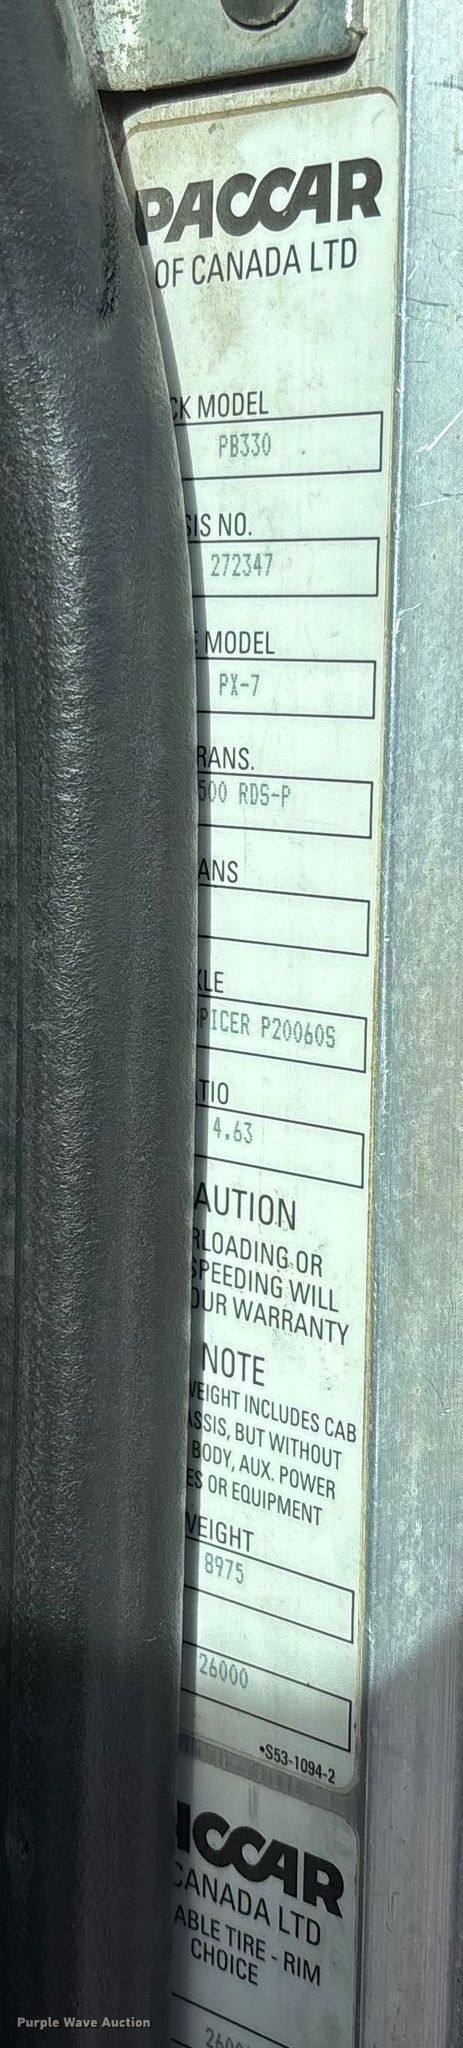 PACCAR
OF CANADA LTD
CK MODEL
PB330
SIS NO.
272347
E MODEL
PX-7
RANS.
500 RDS-P
ANS
XLE
PICER P20060S
TIO
4.63
AUTION
RLOADING OR
SPEEDING WILL
OUR WARRANTY
NOTE
WEIGHT INCLUDES CAB
ASSIS, BUT WITHOUT
BODY, AUX. POWER
ES OR EQUIPMENT
WEIGHT
8975
26000
•S53-1094-2
ACCAR
CANADA LTD
ABLE TIRE - RIM
CHOICE
Purple Wave Auction